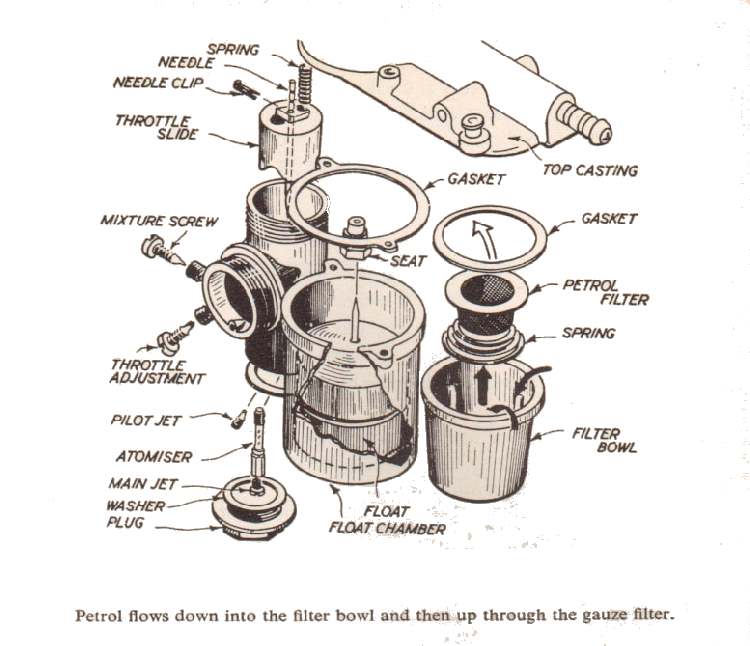 SPRING
NEEDLE
NEEDLE CLIP
THROTTLE
SLIDE
TOP CASTING
GASKET
MIXTURE SCREW
GASKET
SEAT
PETROL
FILTER
SPRING
THROTTLE
ADJUSTMENT
PILOT JET
FILTER
BOWL
ATOMISER
MAIN JET
WASHER
PLUG
FLOAT
FLOAT CHAMBER
Petrol flows down into the filter bowl and then up through the gauze filter.